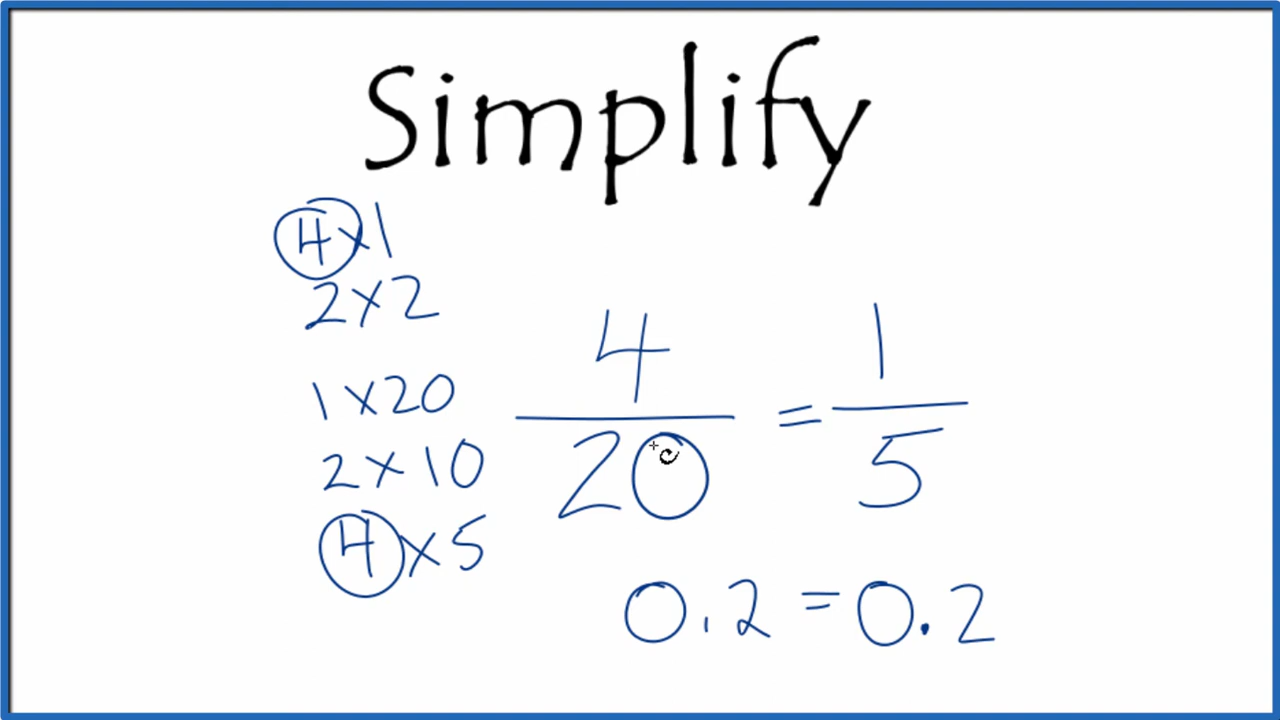 Simplify
4x1
2x2
1x20
2x10
4x5
4/20 = 1/5
0.2 = 0.2